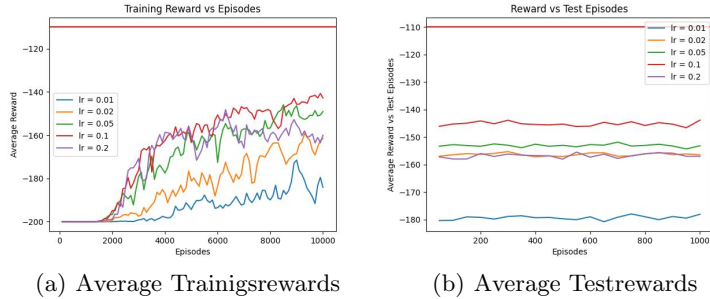 Training Reward vs Episodes
Average Reward
−120
−140
−160
−180
−200
lr = 0.01
lr = 0.02
lr = 0.05
lr = 0.1
lr = 0.2
0
2000
4000
6000
8000
10000
Episodes
(a) Average Trainigsrewards
Reward vs Test Episodes
Average Reward vs Test Episodes
−110
−120
−130
−140
−150
−160
−170
−180
lr = 0.01
lr = 0.02
lr = 0.05
lr = 0.1
lr = 0.2
200
400
600
800
1000
Episodes
(b) Average Testrewards